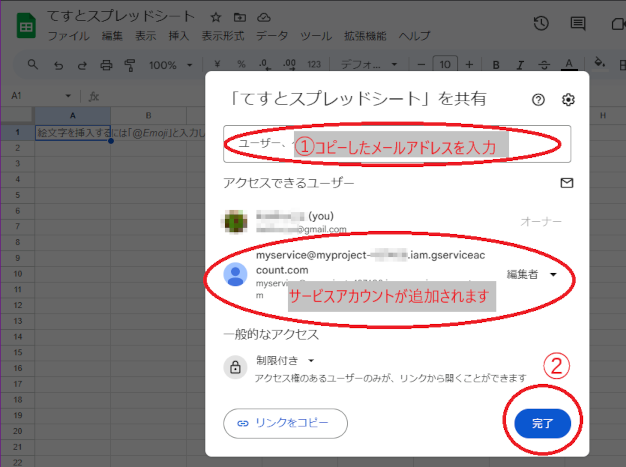 てすとスプレッドシート
ファイル 編集 表示 挿入 表示形式 データ ツール 拡張機能 ヘルプ
100% ¥ % .0 .00 123 デフォ... 10 B I A
A1 fx
A B H
1 絵文字を挿入するには「@Emoji」と入力し
2
3
4
5
6
7
8
9
10
11
12
13
14
15
16
17
18
19
20
21
22
「てすとスプレッドシート」を共有
ユーザー、
①コピーしたメールアドレスを入力
アクセスできるユーザー
(you)
@gmail.com
オーナー
myservice@myproject- .iam.gserviceac
count.com
編集者
m
サービスアカウントが追加されます
一般的なアクセス
制限付き
アクセス権のあるユーザーのみが、リンクから開くことができます
②
リンクをコピー
完了